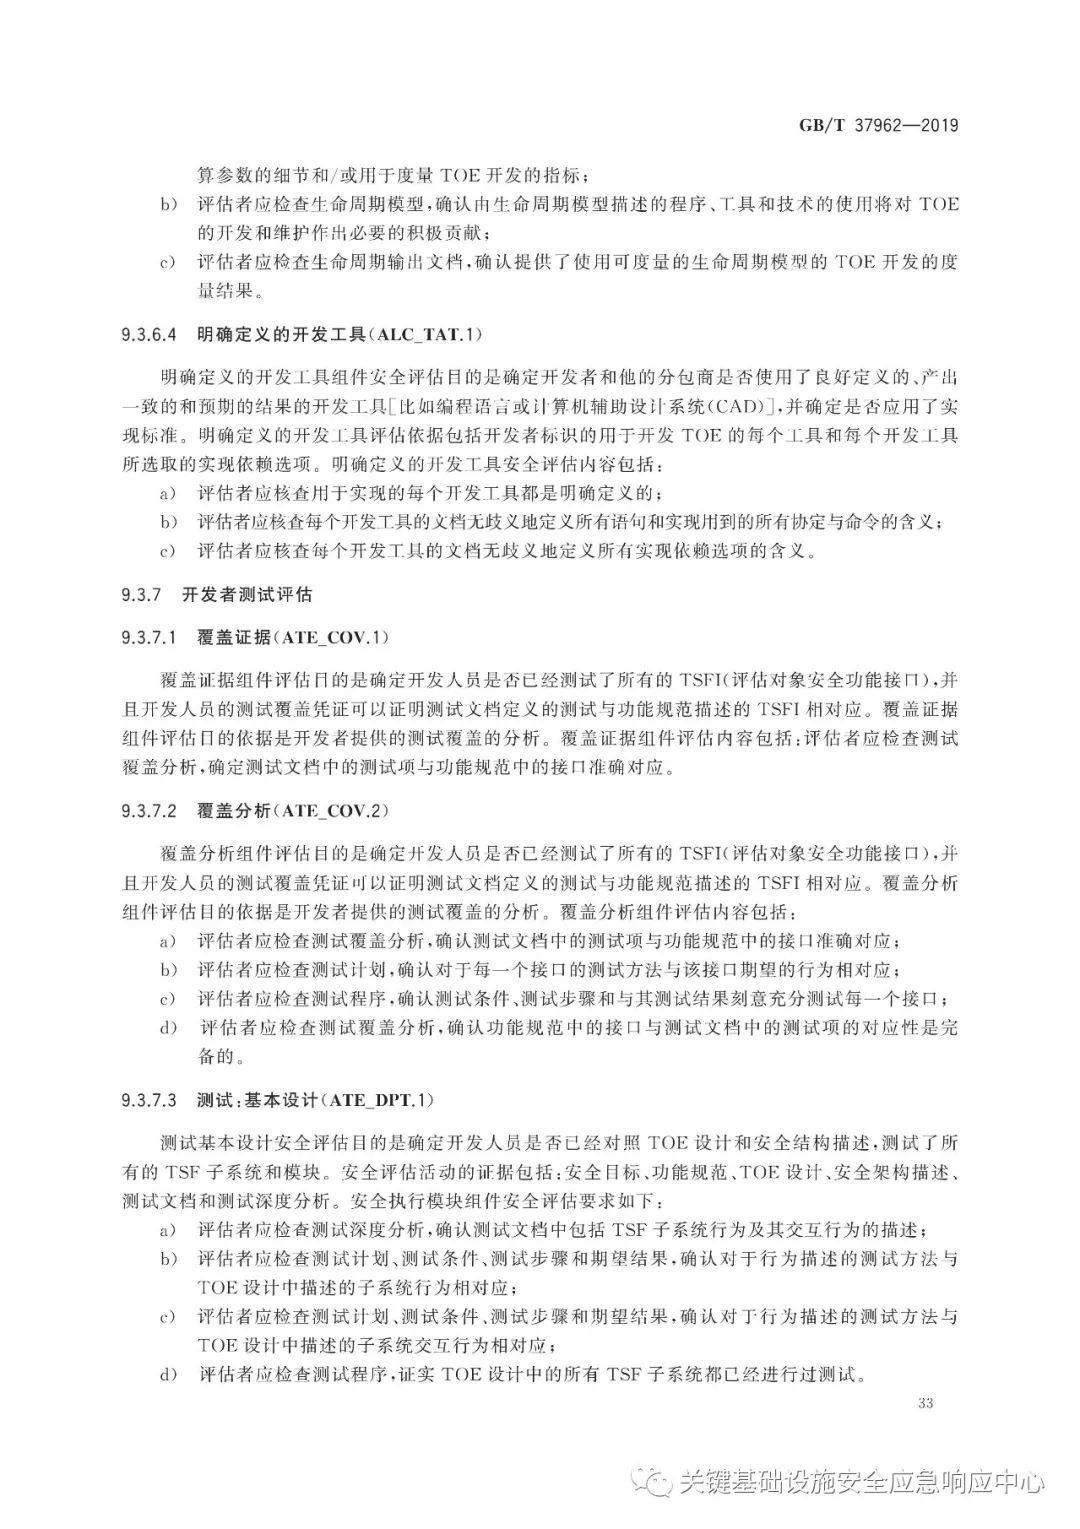 GB/T 37962—2019
算参数的细节和/或用于度量 TOE 开发的指标；
b） 评估者应检查生命周期模型,确认由生命周期模型描述的程序、工具和技术的使用将对 TOE
的开发和维护作出必要的积极贡献；
c） 评估者应检查生命周期输出文档,确认提供了使用可度量的生命周期模型的 TOE 开发的度
量结果。
9.3.6.4 明确定义的开发工具(ALC_TAT.1)
明确定义的开发工具组件安全评估目的是确定开发者和他的分包商是否使用了良好定义的、产出
一致的和预期的结果的开发工具[比如编程语言或计算机辅助设计系统(CAD)],并确定是否应用了实
现标准。明确定义的开发工具评估依据包括开发者标识的用于开发 TOE 的每个工具和每个开发工具
所选取的实现依赖选项。明确定义的开发工具安全评估内容包括：
a） 评估者应核查用于实现的每个开发工具都是明确定义的；
b） 评估者应核查每个开发工具的文档无歧义地定义所有语句和实现用到的所有协定与命令的含义；
c） 评估者应核查每个开发工具的文档无歧义地定义所有实现依赖选项的含义。
9.3.7 开发者测试评估
9.3.7.1 覆盖证据(ATE_COV.1)
覆盖证据组件评估目的是确定开发人员是否已经测试了所有的 TSFI(评估对象安全功能接口),并
且开发人员的测试覆盖凭证可以证明测试文档定义的测试与功能规范描述的 TSFI 相对应。覆盖证据
组件评估目的依据是开发者提供的测试覆盖的分析。覆盖证据组件评估内容包括:评估者应检查测试
覆盖分析,确定测试文档中的测试项与功能规范中的接口准确对应。
9.3.7.2 覆盖分析(ATE_COV.2)
覆盖分析组件评估目的是确定开发人员是否已经测试了所有的 TSFI(评估对象安全功能接口),并
且开发人员的测试覆盖凭证可以证明测试文档定义的测试与功能规范描述的 TSFI 相对应。覆盖分析
组件评估目的依据是开发者提供的测试覆盖的分析。覆盖分析组件评估内容包括：
a） 评估者应检查测试覆盖分析,确认测试文档中的测试项与功能规范中的接口准确对应；
b） 评估者应检查测试计划,确认对于每一个接口的测试方法与该接口期望的行为相对应；
c） 评估者应检查测试程序,确认测试条件、测试步骤和与其测试结果刻意充分测试每一个接口；
d） 评估者应检查测试覆盖分析,确认功能规范中的接口与测试文档中的测试项的对应性是完
备的。
9.3.7.3 测试:基本设计(ATE_DPT.1)
测试基本设计安全评估目的是确定开发人员是否已经对照 TOE 设计和安全结构描述,测试了所
有的 TSF 子系统和模块。安全评估活动的证据包括:安全目标、功能规范、TOE 设计、安全架构描述、
测试文档和测试深度分析。安全执行模块组件安全评估要求如下：
a） 评估者应检查测试深度分析,确认测试文档中包括 TSF 子系统行为及其交互行为的描述；
b） 评估者应检查测试计划、测试条件、测试步骤和期望结果,确认对于行为描述的测试方法与
TOE 设计中描述的子系统行为相对应；
c） 评估者应检查测试计划、测试条件、测试步骤和期望结果,确认对于行为描述的测试方法与
TOE 设计中描述的子系统交互行为相对应；
d） 评估者应检查测试程序,证实 TOE 设计中的所有 TSF 子系统都已经进行过测试。
33
关键基础设施安全应急响应中心